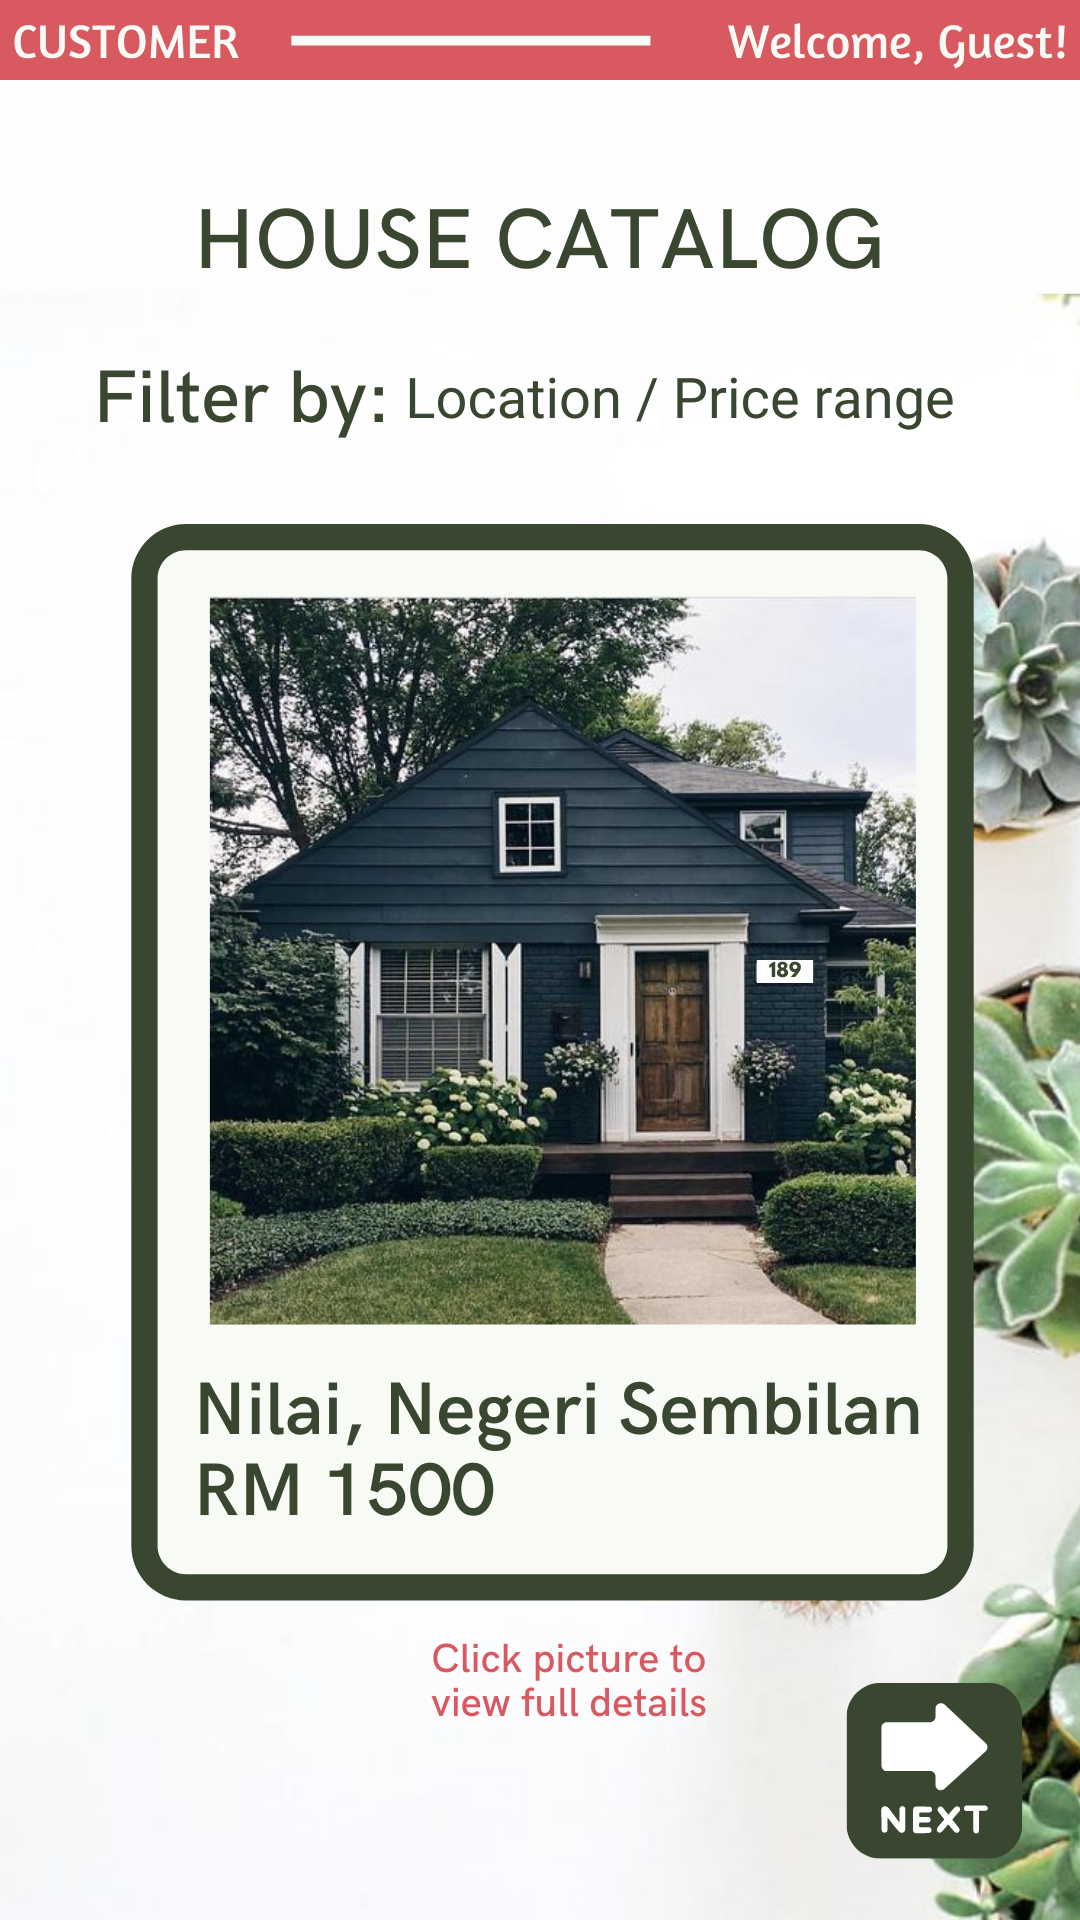 CUSTOMER
Welcome, Guest!
HOUSE CATALOG
Filter by: Location / Price range
189
Nilai, Negeri Sembilan
RM 1500
Click picture to
view full details
NEXT